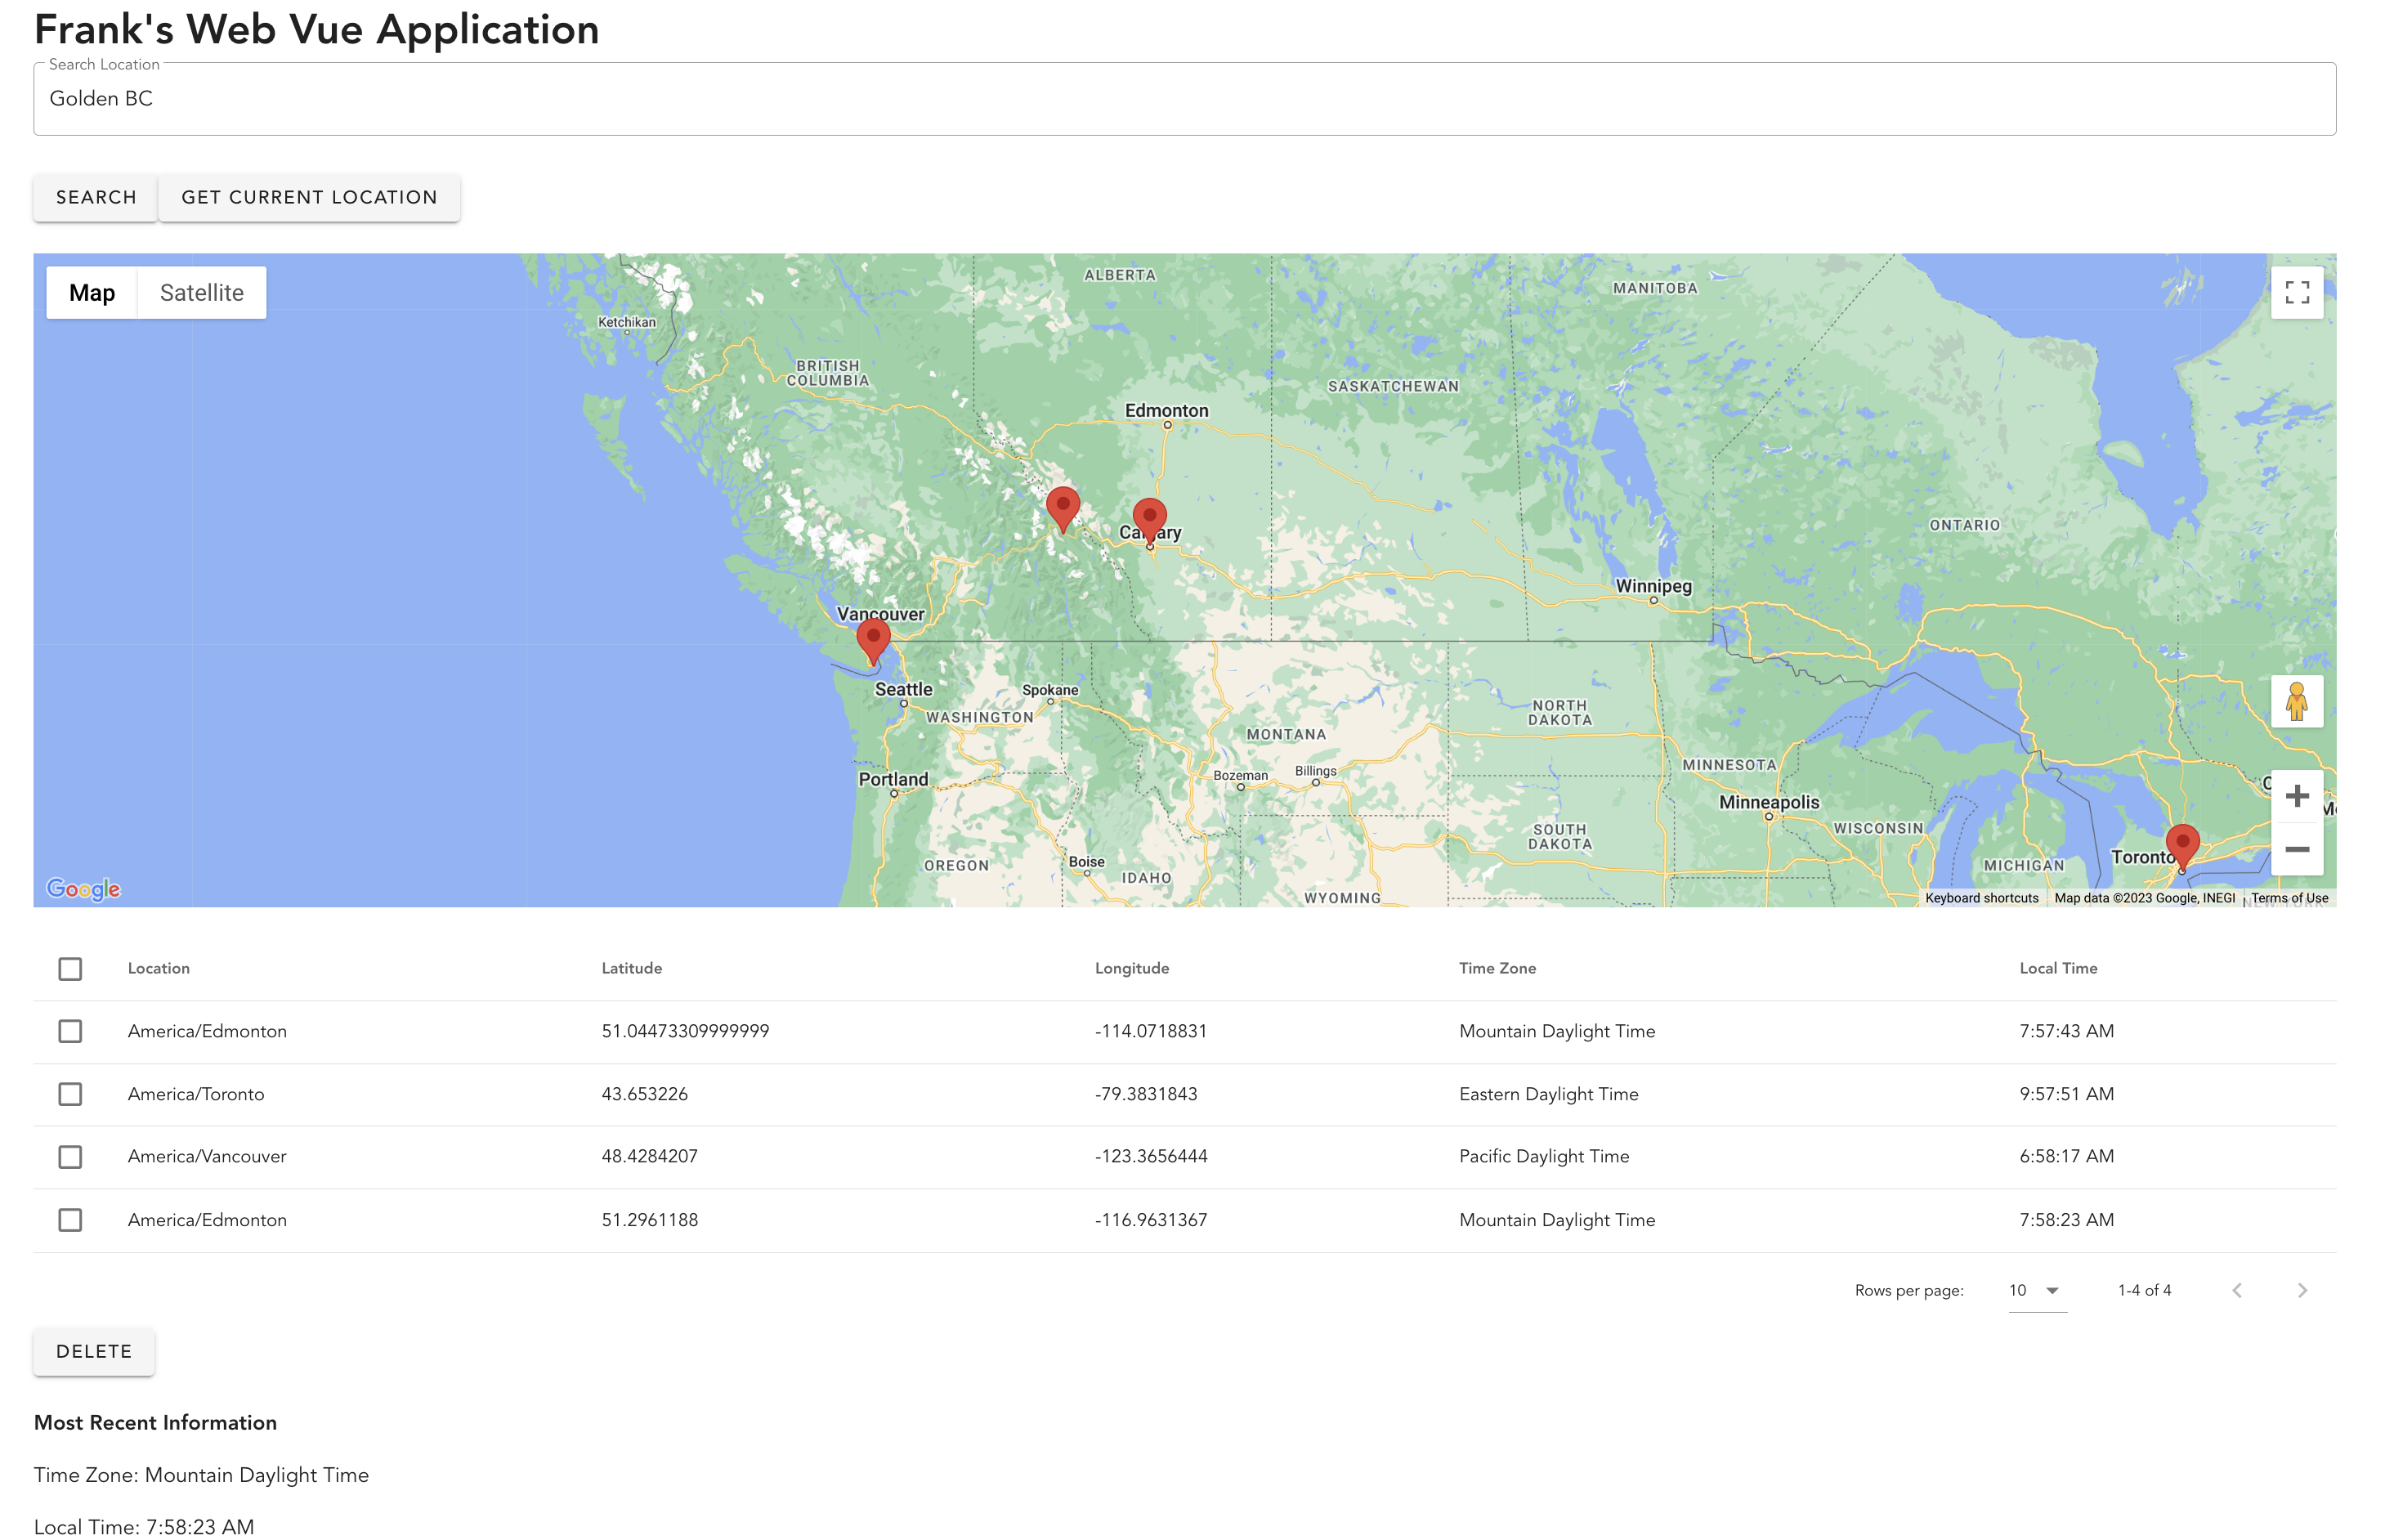 Frank's Web Vue Application
Search Location
Golden BC
SEARCH GET CURRENT LOCATION
Map Satellite
ALBERTA
MANITOBA
Ketchikan
BRITISH
COLUMBIA
SASKATCHEWAN
Edmonton
ONTARIO
Winnipeg
Vancouver
Seattle
Spokane
WASHINGTON
NORTH
DAKOTA
MONTANA
MINNESOTA
Bozeman
Billings
Portland
Minneapolis
WISCONSIN
SOUTH
DAKOTA
Toronto
OREGON
Boise
IDAHO
MICHIGAN
WYOMING
Google
Keyboard shortcuts Map data ©2023 Google, INEGI Terms of Use
Location Latitude Longitude Time Zone Local Time
America/Edmonton 51.04473309999999 -114.0718831 Mountain Daylight Time 7:57:43 AM
America/Toronto 43.653226 -79.3831843 Eastern Daylight Time 9:57:51 AM
America/Vancouver 48.4284207 -123.3656444 Pacific Daylight Time 6:58:17 AM
America/Edmonton 51.2961188 -116.9631367 Mountain Daylight Time 7:58:23 AM
Rows per page: 10 1-4 of 4
DELETE
Most Recent Information
Time Zone: Mountain Daylight Time
Local Time: 7:58:23 AM